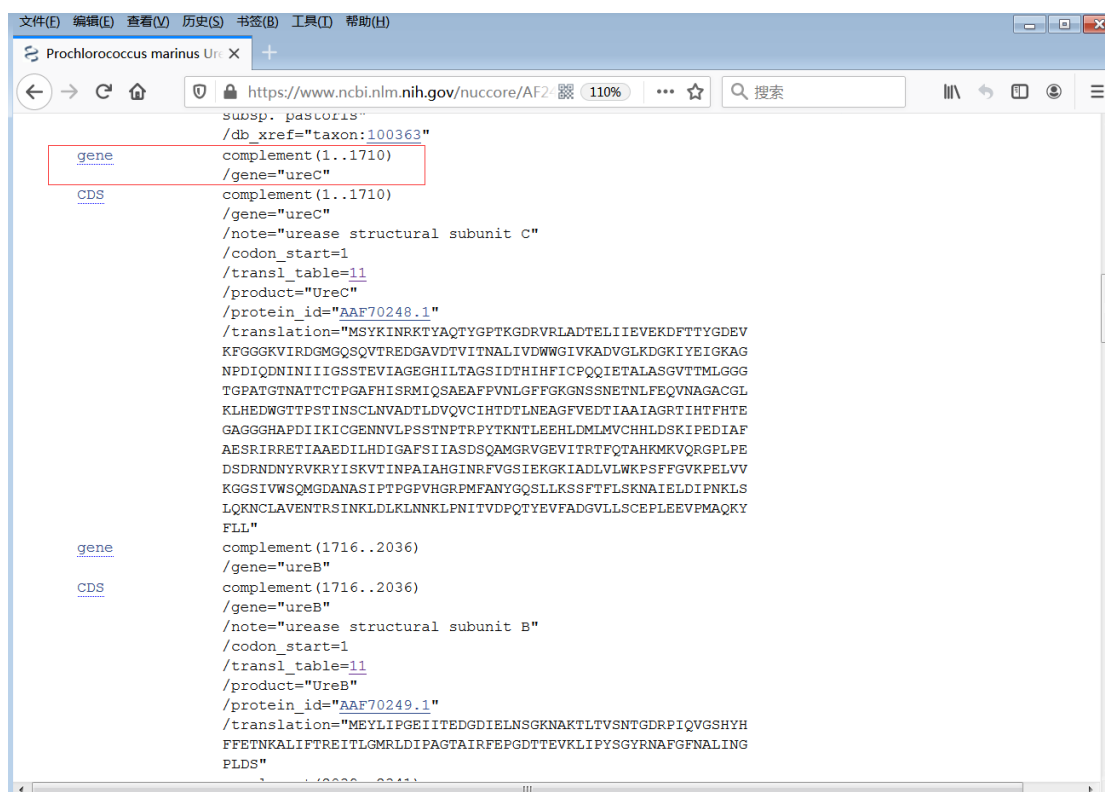 文件(F) 编辑(E) 查看(V) 历史(S) 书签(B) 工具(T) 帮助(H)
Prochlorococcus marinus Ure
https://www.ncbi.nlm.nih.gov/nuccore/AF24 110% 搜索
subsp. pastoris"
/db_xref="taxon:100363"
gene complement(1..1710)
/gene="ureC"
CDS complement(1..1710)
/gene="ureC"
/note="urease structural subunit C"
/codon_start=1
/transl_table=11
/product="UreC"
/protein_id="AAF70248.1"
/translation="MSYKINRKTYAQTYGPTKGDRVRLADTELIIEVEKDFTTYGDEV
KFGGGKVIRDGMGQSQVTREDGAVDTVITNALIVDWWGIVKADVGLKDGKIYEIGKAG
NPDIQDNINIIIGSSTEVIAGEGHILTAGSIDTHIHFICPQQIETALASGVTTMLGGG
TGPATGTNATTCTPGAFHISRMIQSAEAFPVNLGFFGKGNSSNETNLFEQVNAGACGL
KLHEDWGTTPSTINSCLNVADTLDVQVCIHTDTLNEAGFVEDTIAAIAGRTIHTFHTE
GAGGGHAPDIIKICGENNVLPSSTNPTRPYTKNTLEEHLDMLMVCHHLDSKIPEDIAF
AESRIRRETIAAEDILHDIGAFSIIASDSQAMGRVGEVITRTFQTAHKMKVQRGPLPE
DSDRNDNYRVKRYISKVTINPAIAHGINRFVGSIEKGKIADLVLWKPSFFGVKPELVV
KGGSIVWSQMGDANASIPTPGPVHGRPMFANYGQSLLKSSFTFLSKNAIELDIPNKLS
LQKNCLAVENTRSINKLDLKLNNKLPNITVDPQTYEVFADGVLLSCEPLEEVPMAQKY
FLL"
gene complement(1716..2036)
/gene="ureB"
CDS complement(1716..2036)
/gene="ureB"
/note="urease structural subunit B"
/codon_start=1
/transl_table=11
/product="UreB"
/protein_id="AAF70249.1"
/translation="MEYLIPGEIITEDGDIELNSGKNAKTLTVSNTGDRPIQVGSHYH
FFETNKALIFTREITLGMRLDIPAGTAIRFEPGDTTEVKLIPYSGYRNAFGFNALING
PLDS"